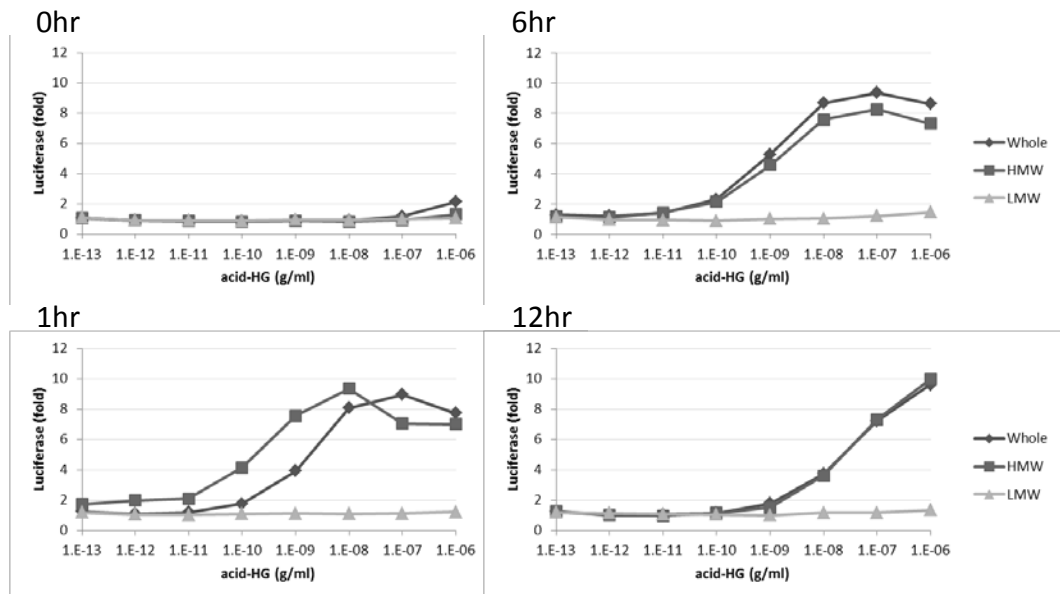 0hr
12
10
8
6
4
2
0
Luciferase (fold)
1.E-13 1.E-12 1.E-11 1.E-10 1.E-09 1.E-08 1.E-07 1.E-06
acid-HG (g/ml)
6hr
12
10
8
6
4
2
0
Luciferase (fold)
1.E-13 1.E-12 1.E-11 1.E-10 1.E-09 1.E-08 1.E-07 1.E-06
acid-HG (g/ml)
Whole
HMW
LMW
1hr
12
10
8
6
4
2
0
Luciferase (fold)
1.E-13 1.E-12 1.E-11 1.E-10 1.E-09 1.E-08 1.E-07 1.E-06
acid-HG (g/ml)
12hr
12
10
8
6
4
2
0
Luciferase (fold)
1.E-13 1.E-12 1.E-11 1.E-10 1.E-09 1.E-08 1.E-07 1.E-06
acid-HG (g/ml)
Whole
HMW
LMW